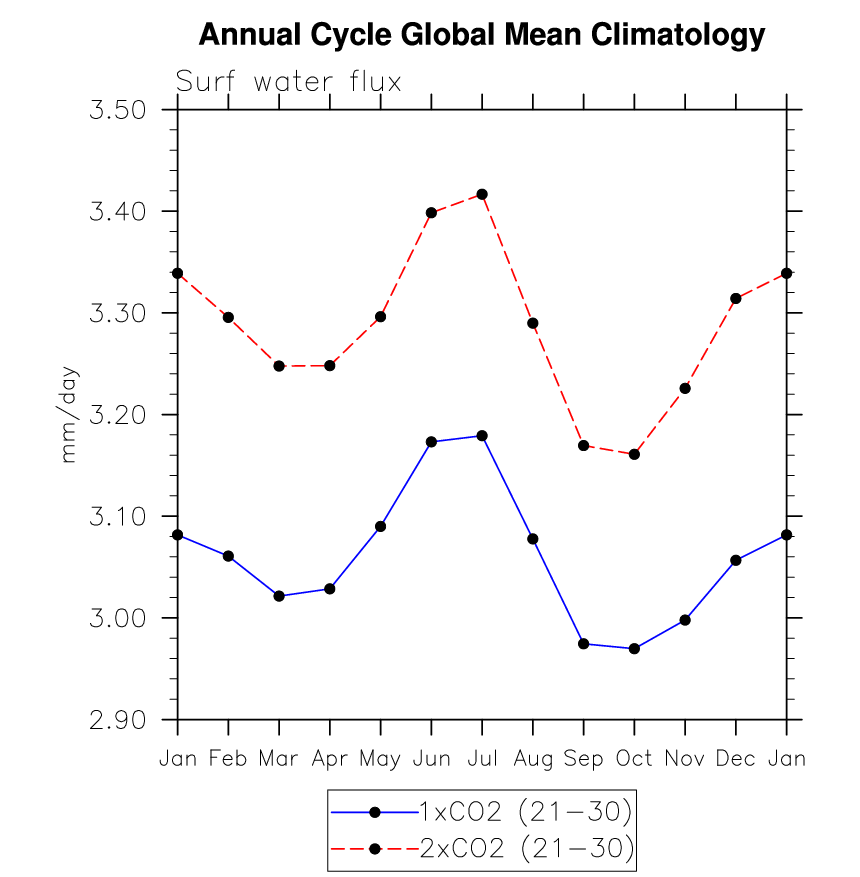 Annual Cycle Global Mean Climatology
Surf water flux
3.50
3.40
3.30
3.20
3.10
3.00
2.90
mm/day
Jan Feb Mar Apr May Jun Jul Aug Sep Oct Nov Dec Jan
1xCO2 (21-30)
2xCO2 (21-30)